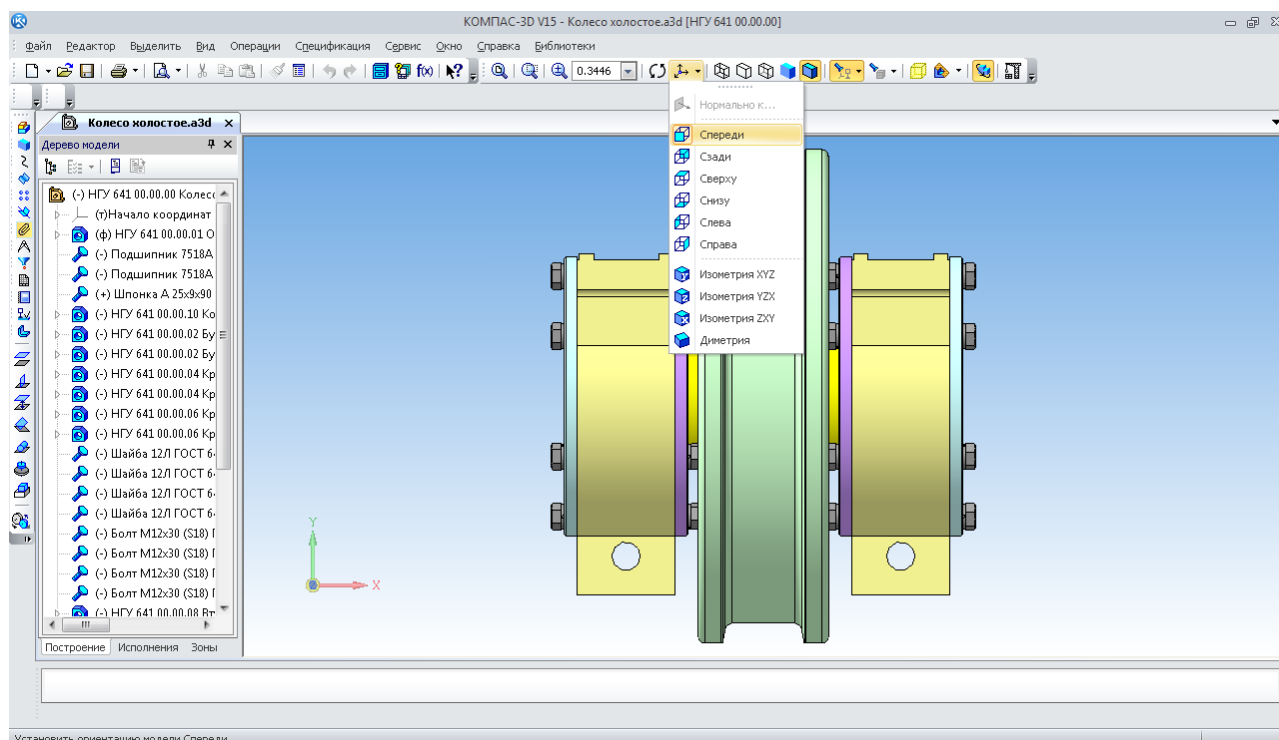 КОМПАС-3D V15 - Колесо холостое.a3d [НГУ 641 00.00.00]
Файл Редактор Выделить Вид Операции Спецификация Сервис Окно Справка Библиотеки
0.3446
f(x)
Колесо холостое.a3d
Дерево модели
(-) НГУ 641 00.00.00 Колесо
(т)Начало координат
(ф) НГУ 641 00.00.01 О
(-) Подшипник 7518А
(-) Подшипник 7518А
(+) Шпонка А 25х9х90
(-) НГУ 641 00.00.10 Ко
(-) НГУ 641 00.00.02 Бу
(-) НГУ 641 00.00.02 Бу
(-) НГУ 641 00.00.04 Кр
(-) НГУ 641 00.00.04 Кр
(-) НГУ 641 00.00.06 Кр
(-) НГУ 641 00.00.06 Кр
(-) Шайба 12Л ГОСТ 6
(-) Шайба 12Л ГОСТ 6
(-) Шайба 12Л ГОСТ 6
(-) Шайба 12Л ГОСТ 6
(-) Болт М12х30 (S18) Г
(-) Болт М12х30 (S18) Г
(-) Болт М12х30 (S18) Г
(-) Болт М12х30 (S18) Г
(-) НГУ 641 00.00.08 Вт
Построение Исполнения Зоны
Нормально к...
Спереди
Сзади
Сверху
Снизу
Слева
Справа
Изометрия XYZ
Изометрия YZX
Изометрия ZXY
Диметрия
Y
X
Установить ориентацию модели Спереди